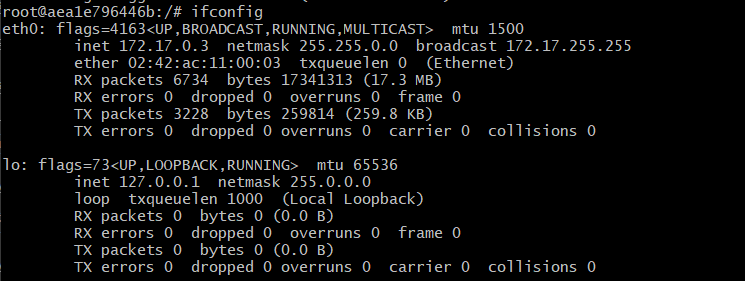 root@aea1e796446b:/# ifconfig
eth0: flags=4163<UP,BROADCAST,RUNNING,MULTICAST>  mtu 1500
        inet 172.17.0.3  netmask 255.255.0.0  broadcast 172.17.255.255
        ether 02:42:ac:11:00:03  txqueuelen 0  (Ethernet)
        RX packets 6734  bytes 17341313 (17.3 MB)
        RX errors 0  dropped 0  overruns 0  frame 0
        TX packets 3228  bytes 259814 (259.8 KB)
        TX errors 0  dropped 0 overruns 0  carrier 0  collisions 0

lo: flags=73<UP,LOOPBACK,RUNNING>  mtu 65536
        inet 127.0.0.1  netmask 255.0.0.0
        loop  txqueuelen 1000  (Local Loopback)
        RX packets 0  bytes 0 (0.0 B)
        RX errors 0  dropped 0  overruns 0  frame 0
        TX packets 0  bytes 0 (0.0 B)
        TX errors 0  dropped 0 overruns 0  carrier 0  collisions 0